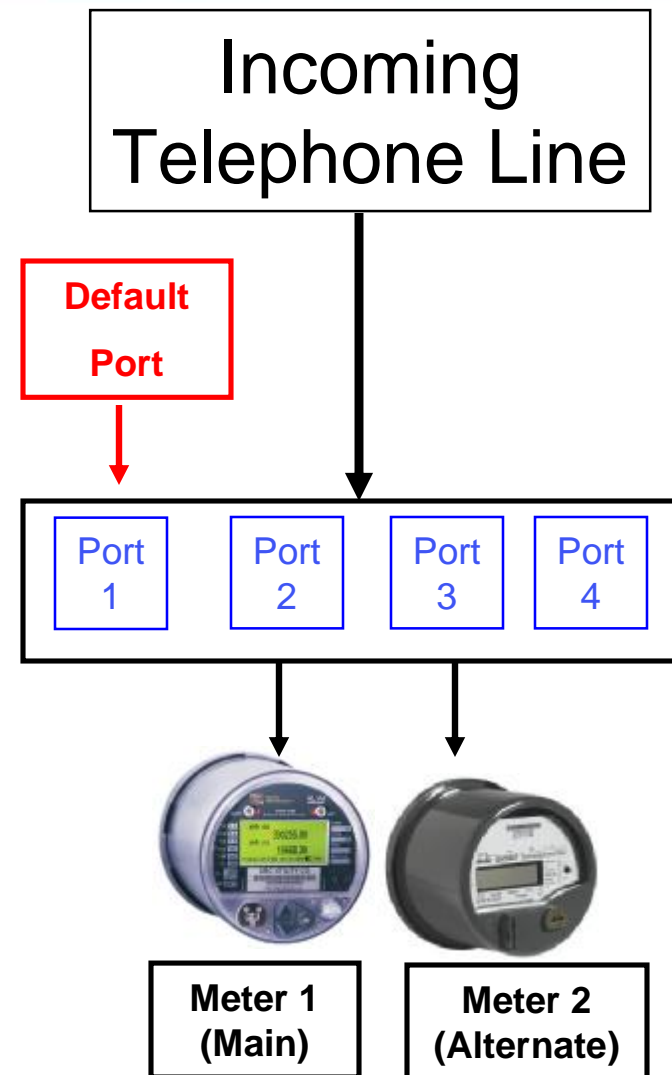 Incoming
Telephone Line
Default
Port
Port
1
Port
2
Port
3
Port
4
Meter 1
(Main)
Meter 2
(Alternate)